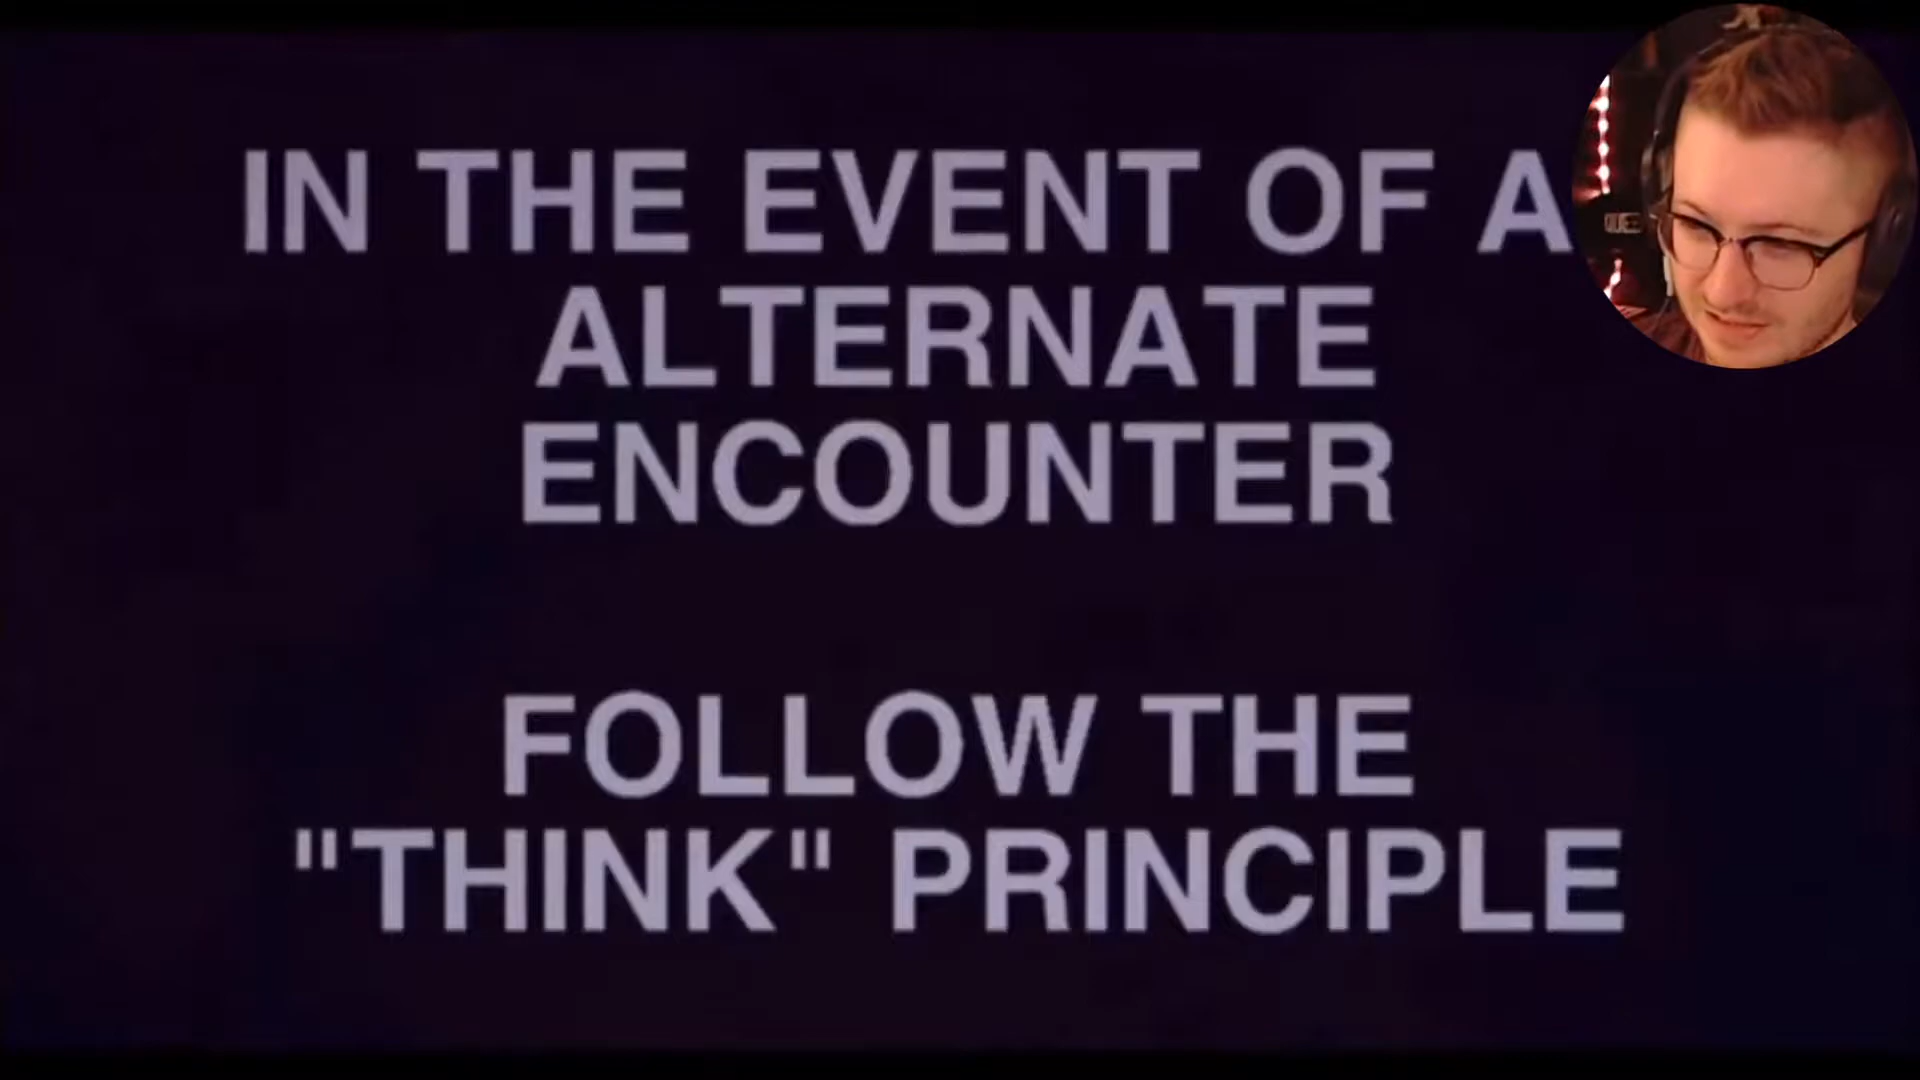 IN THE EVENT OF A
ALTERNATE
ENCOUNTER
FOLLOW THE
"THINK" PRINCIPLE